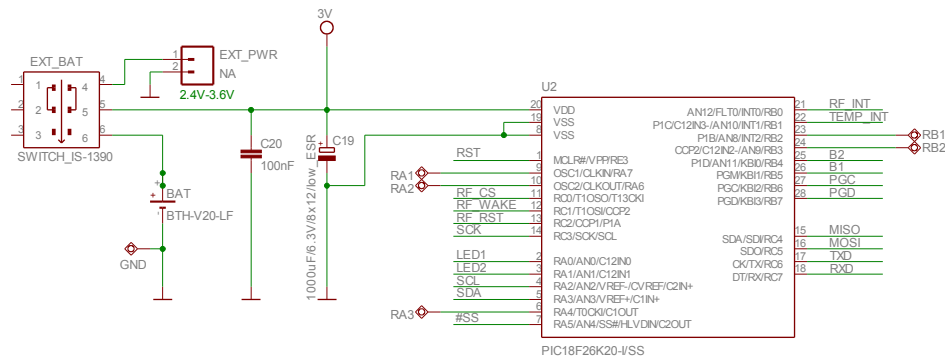 3V
EXT_BAT
1 1 4 4
2 2 5 5
3 3 6 6
SWITCH_IS-1390
EXT_PWR
1
2
NA
2.4V-3.6V
+
+
BAT
BTH-V20-LF
GND
C20
100nF
+
C19
1000uF/6.3V/8x12/low_ESR
U2
20 VDD
19 VSS
8 VSS
RST 1 MCLR#/VPP/RE3
RA1 9 OSC1/CLKIN/RA7
RA2 10 OSC2/CLKOUT/RA6
RF_CS 11 RC0/T1OSO/T13CKI
RF_WAKE 12 RC1/T1OSI/CCP2
RF_RST 13 RC2/CCP1/P1A
SCK 14 RC3/SCK/SCL
LED1 2 RA0/AN0/C12IN0
LED2 3 RA1/AN1/C12IN1
SCL 4 RA2/AN2/VREF-/CVREF/C2IN+
SDA 5 RA3/AN3/VREF+/C1IN+
RA3 6 RA4/T0CKI/C1OUT
#SS 7 RA5/AN4/SS#/HLVDIN/C2OUT
AN12/FLT0/INT0/RB0 21 RF_INT
P1C/C12IN3-/AN10/INT1/RB1 22 TEMP_INT
P1B/AN8/INT2/RB2 23 RB1
CCP2/C12IN2-/AN9/RB3 24 RB2
P1D/AN11/KBI0/RB4 25 B2
PGM/KBI1/RB5 26 B1
PGC/KBI2/RB6 27 PGC
PGD/KBI3/RB7 28 PGD
SDA/SDI/RC4 15 MISO
SDO/RC5 16 MOSI
CK/TX/RC6 17 TXD
DT/RX/RC7 18 RXD
PIC18F26K20-I/SS